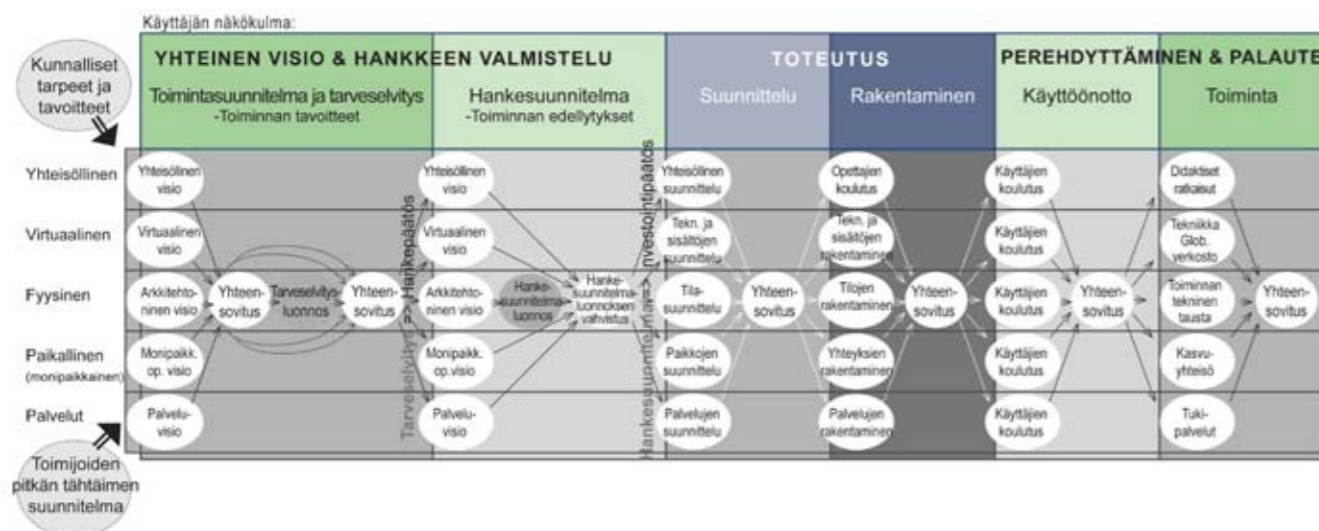 Käyttäjän näkökulma:
Kunnalliset
tarpeet ja
tavoitteet
YHTEINEN VISIO & HANKKEEN VALMISTELU
TOTEUTUS
PEREHDYTTÄMINEN & PALAUTE
Toimintasuunnitelma ja tarveselvitys
-Toiminnan tavoitteet
Hankesuunnitelma
-Toiminnan edellytykset
Suunnittelu
Rakentaminen
Käyttöönotto
Toiminta
Yhteisöllinen
Yhteisöllinen
visio
Yhteisöllinen
visio
Yhteisöllinen
suunnittelu
Opettajien
koulutus
Käyttäjien
koulutus
Didaktiset
ratkaisut
Virtuaalinen
Virtuaalinen
visio
Virtuaalinen
visio
Tekn. ja
sisältöjen
suunnittelu
Tekn. ja
sisältöjen
rakentaminen
Käyttäjien
koulutus
Tekniikka
Glob.
verkosto
Fyysinen
Arkkitehto-
ninen visio
Yhteen-
sovitus
Tarveselvitys-
luonnos
Yhteen-
sovitus
Tarveselvitys => Hankepäätös
Arkkitehto-
ninen visio
Hanke-
suunnitelma-
luonnos
Hanke-
suunnitelma-
luonnoksen
vahvistus
Hankesuunnitelma => Investointipäätös
Tila-
suunnittelu
Yhteen-
sovitus
Tilojen
rakentaminen
Yhteen-
sovitus
Käyttäjien
koulutus
Yhteen-
sovitus
Toiminnan
tekninen
tausta
Yhteen-
sovitus
Paikallinen
(monipaikkainen)
Monipaikk.
op. visio
Monipaikk.
op.visio
Paikkojen
suunnittelu
Yhteyksien
rakentaminen
Käyttäjien
koulutus
Kasvu-
yhteisö
Palvelut
Palvelu-
visio
Palvelu-
visio
Palvelujen
suunnittelu
Palvelujen
rakentaminen
Käyttäjien
koulutus
Tuki-
palvelut
Toimijoiden
pitkän tähtäimen
suunnitelma